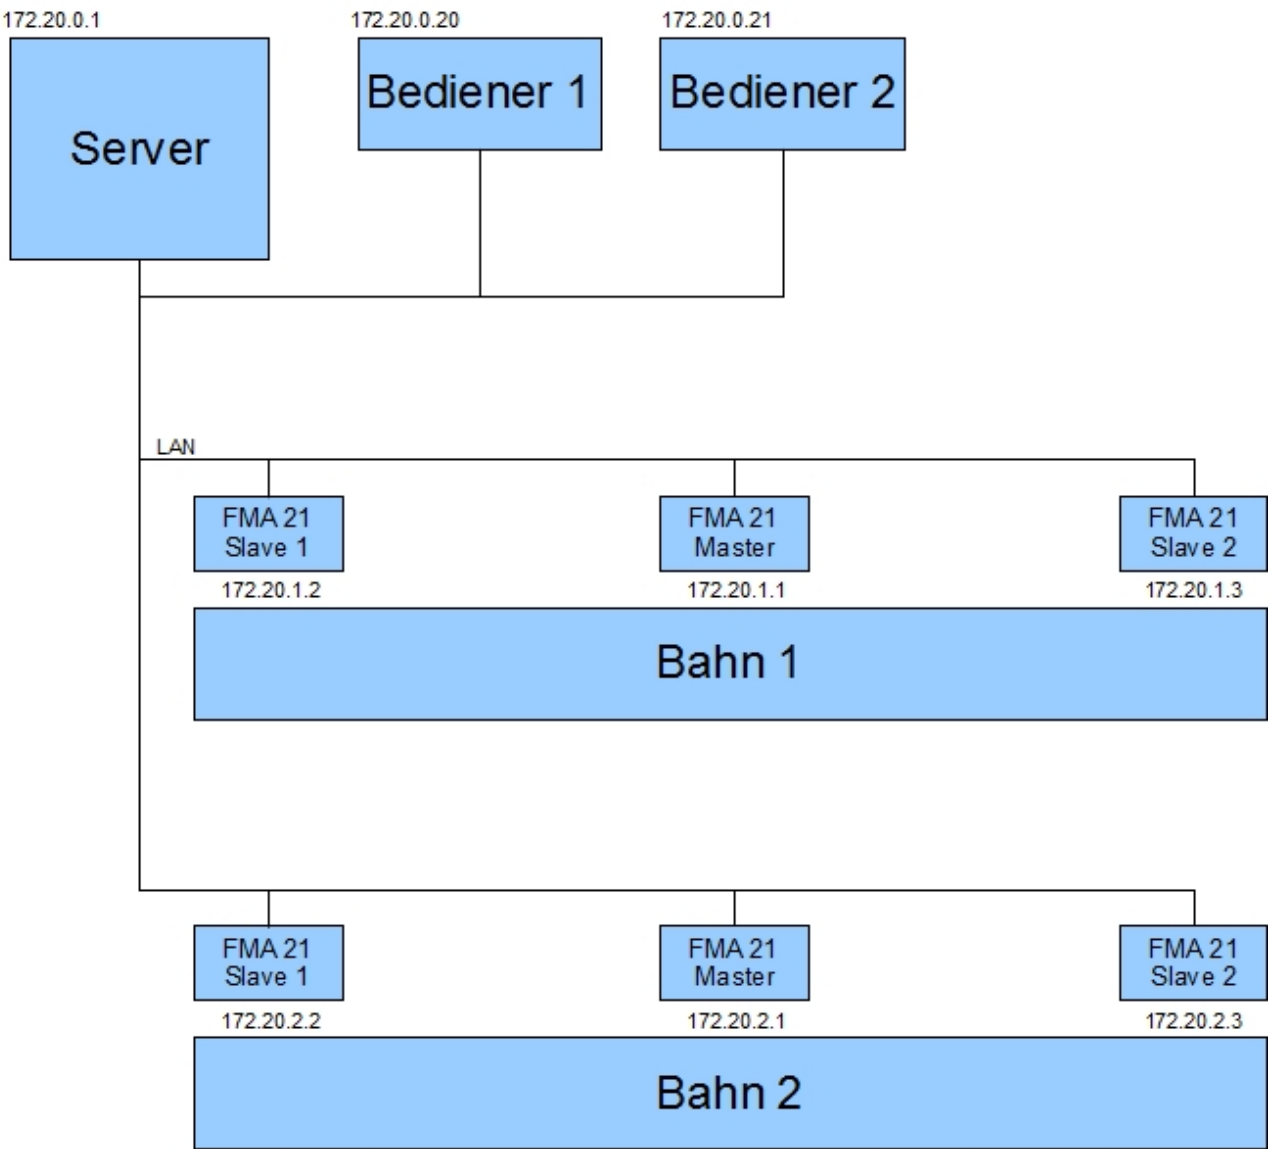 172.20.0.1
172.20.0.20
172.20.0.21
Server
Bediener 1
Bediener 2
LAN
FMA 21
Slave 1
172.20.1.2
FMA 21
Master
172.20.1.1
FMA 21
Slave 2
172.20.1.3
Bahn 1
FMA 21
Slave 1
172.20.2.2
FMA 21
Master
172.20.2.1
FMA 21
Slave 2
172.20.2.3
Bahn 2